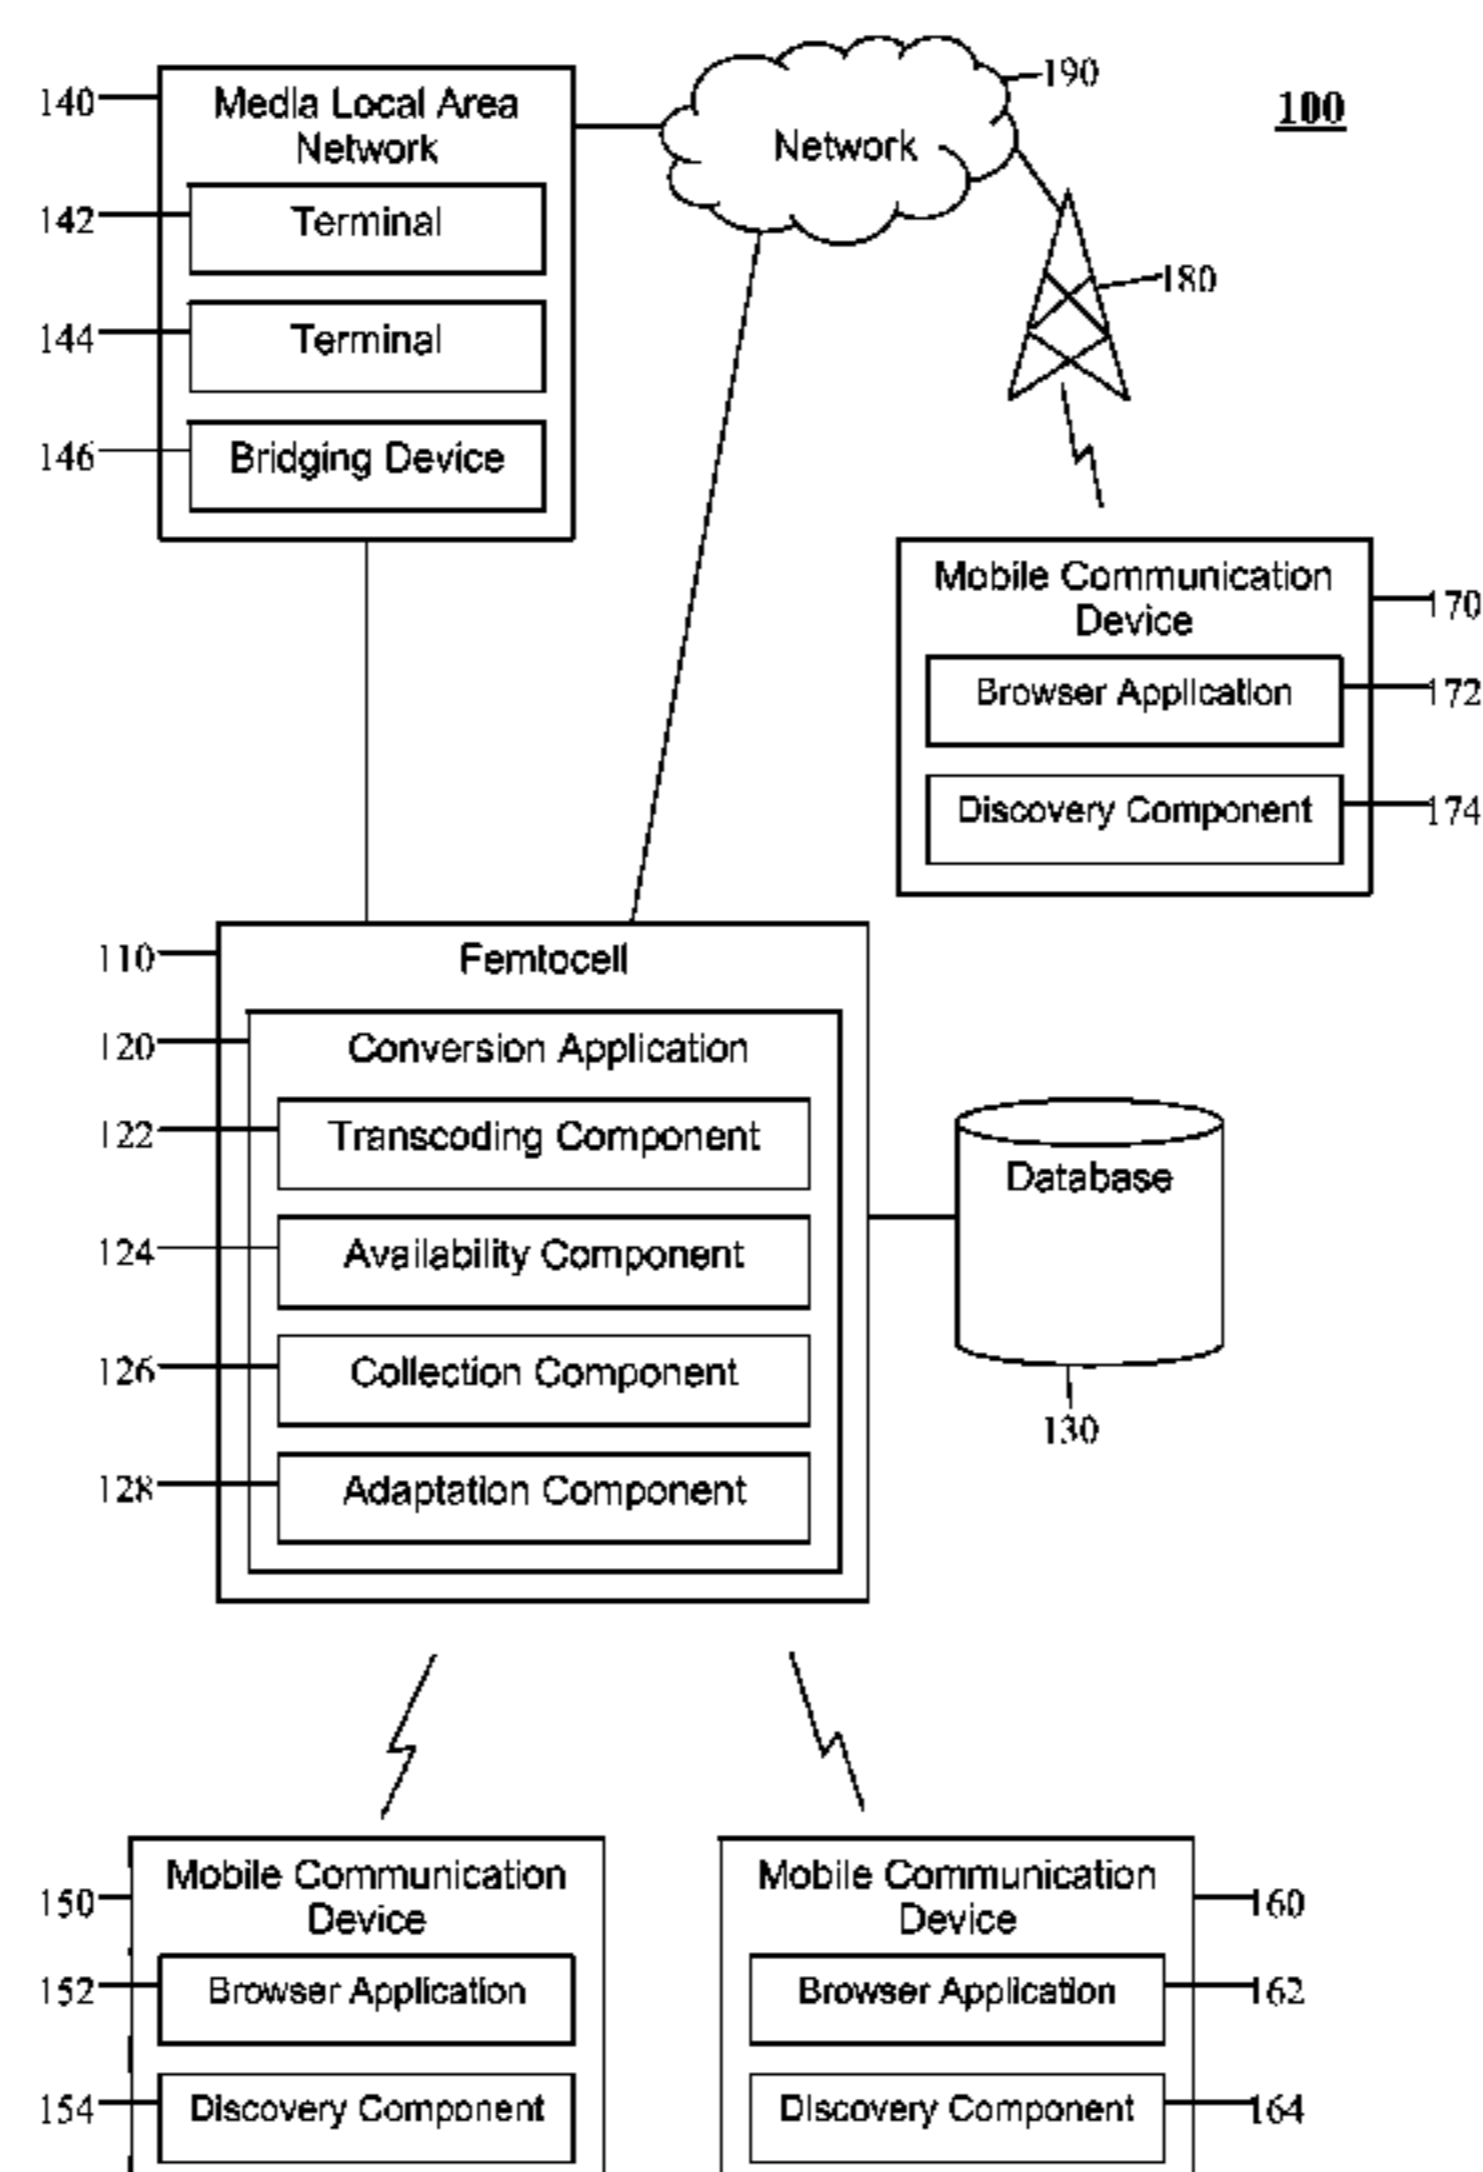 190
100
140
Media Local Area
Network
Network
142
Terminal
180
144
Terminal
146
Bridging Device
Mobile Communication
Device
170
Browser Application
172
Discovery Component
174
110
Femtocell
120
Conversion Application
122
Transcoding Component
Database
124
Availability Component
126
Collection Component
130
128
Adaptation Component
Mobile Communication
Device
150
Mobile Communication
Device
160
152
Browser Application
Browser Application
162
154
Discovery Component
Discovery Component
164